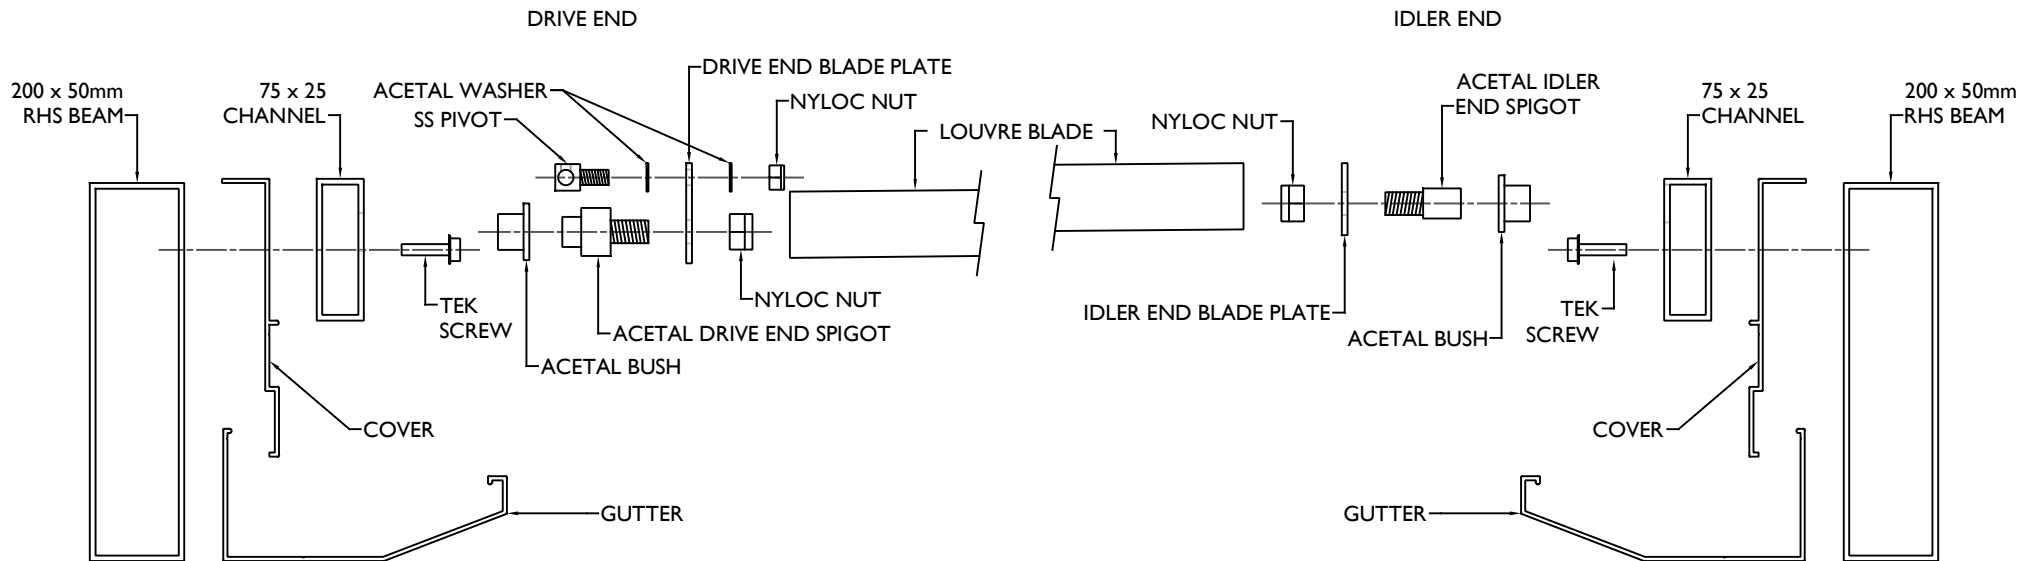 DRIVE END
IDLER END
200 x 50mm
RHS BEAM
75 x 25
CHANNEL
ACETAL WASHER
SS PIVOT
DRIVE END BLADE PLATE
NYLOC NUT
LOUVRE BLADE
NYLOC NUT
ACETAL IDLER
END SPIGOT
75 x 25
CHANNEL
200 x 50mm
RHS BEAM
TEK
SCREW
NYLOC NUT
ACETAL DRIVE END SPIGOT
ACETAL BUSH
IDLER END BLADE PLATE
ACETAL BUSH
TEK
SCREW
COVER
COVER
GUTTER
GUTTER